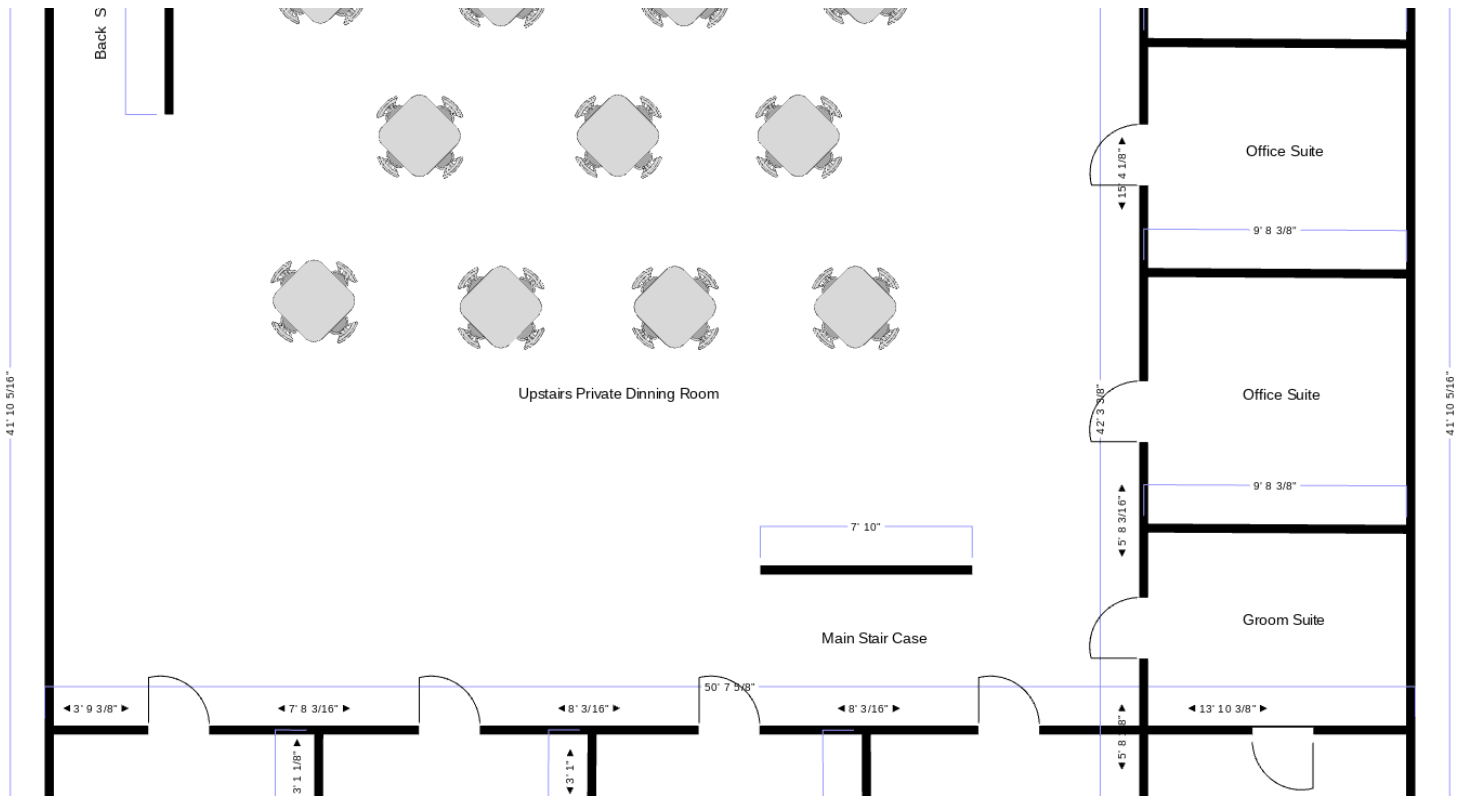 Back S
Office Suite
15' 4 1/8"
9' 8 3/8"
41' 10 5/16"
Upstairs Private Dinning Room
42' 3 3/8"
Office Suite
41' 10 5/16"
9' 8 3/8"
5' 8 3/16"
7' 10"
Groom Suite
Main Stair Case
50' 7 5/8"
3' 9 3/8"
7' 8 3/16"
8' 3/16"
8' 3/16"
13' 10 3/8"
3' 1 1/8"
3' 1"
5' 8